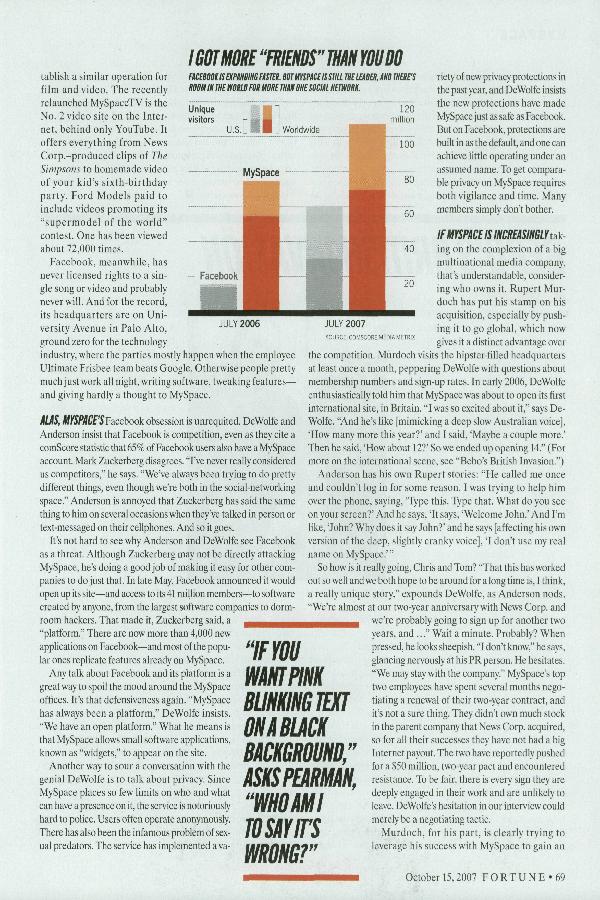 I GOT MORE "FRIENDS" THAN YOU DO
FACEBOOK IS EXPANDING FASTER. BUT MYSPACE IS STILL THE LEADER, AND THERE'S
ROOM IN THE WORLD FOR MORE THAN ONE SOCIAL NETWORK.
Unique
visitors
U.S.
Worldwide
120
million
100
80
60
40
20
MySpace
Facebook
JULY 2006
JULY 2007
SOURCE: COMSCORE MEDIA METRIX
tablish a similar operation for
film and video. The recently
relaunched MySpaceTV is the
No. 2 video site on the Inter-
net, behind only YouTube. It
offers everything from News
Corp.–produced clips of The
Simpsons to homemade video
of your kid's sixth-birthday
party. Ford Models paid to
include videos promoting its
"supermodel of the world"
contest. One has been viewed
about 72,000 times.
Facebook, meanwhile, has
never licensed rights to a sin-
gle song or video and probably
never will. And for the record,
its headquarters are on Uni-
versity Avenue in Palo Alto,
ground zero for the technology
industry, where the parties mostly happen when the employee
Ultimate Frisbee team beats Google. Otherwise people pretty
much just work all night, writing software, tweaking features—
and giving hardly a thought to MySpace.
ALAS, MYSPACE'S Facebook obsession is unrequited. DeWolfe and
Anderson insist that Facebook is competition, even as they cite a
comScore statistic that 65% of Facebook users also have a MySpace
account. Mark Zuckerberg disagrees. "I've never really considered
us competitors," he says. "We've always been trying to do pretty
different things, even though we're both in the social-networking
space." Anderson is annoyed that Zuckerberg has said the same
thing to him on several occasions when they've talked in person or
text-messaged on their cellphones. And so it goes.
It's not hard to see why Anderson and DeWolfe see Facebook
as a threat. Although Zuckerberg may not be directly attacking
MySpace, he's doing a good job of making it easy for other com-
panies to do just that. In late May, Facebook announced it would
open up its site—and access to its 41 million members—to software
created by anyone, from the largest software companies to dorm-
room hackers. That made it, Zuckerberg said, a
"platform." There are now more than 4,000 new
applications on Facebook—and most of the popu-
lar ones replicate features already on MySpace.
Any talk about Facebook and its platform is a
great way to spoil the mood around the MySpace
offices. It's that defensiveness again. "MySpace
has always been a platform," DeWolfe insists.
"We have an open platform." What he means is
that MySpace allows small software applications,
known as "widgets," to appear on the site.
Another way to sour a conversation with the
genial DeWolfe is to talk about privacy. Since
MySpace places so few limits on who and what
can have a presence on it, the service is notoriously
hard to police. Users often operate anonymously.
There has also been the infamous problem of sex-
ual predators. The service has implemented a va-
"IF YOU
WANT PINK
BLINKING TEXT
ON A BLACK
BACKGROUND,"
ASKS PEARMAN,
"WHO AM I
TO SAY IT'S
WRONG?"
riety of new privacy protections in
the past year, and DeWolfe insists
the new protections have made
MySpace just as safe as Facebook.
But on Facebook, protections are
built in as the default, and one can
achieve little operating under an
assumed name. To get compara-
ble privacy on MySpace requires
both vigilance and time. Many
members simply don't bother.
IF MYSPACE IS INCREASINGLY tak-
ing on the complexion of a big
multinational media company,
that's understandable, consider-
ing who owns it. Rupert Mur-
doch has put his stamp on his
acquisition, especially by push-
ing it to go global, which now
gives it a distinct advantage over
the competition. Murdoch visits the hipster-filled headquarters
at least once a month, peppering DeWolfe with questions about
membership numbers and sign-up rates. In early 2006, DeWolfe
enthusiastically told him that MySpace was about to open its first
international site, in Britain. "I was so excited about it," says De-
Wolfe. "And he's like [mimicking a deep slow Australian voice],
'How many more this year?' and I said, 'Maybe a couple more.'
Then he said, 'How about 12?' So we ended up opening 14." (For
more on the international scene, see "Bebo's British Invasion.")
Anderson has his own Rupert stories: "He called me once
and couldn't log in for some reason. I was trying to help him
over the phone, saying, 'Type this. Type that. What do you see
on your screen?' And he says, 'It says, 'Welcome John.' And I'm
like, 'John? Why does it say John?' and he says [affecting his own
version of the deep, slightly cranky voice], 'I don't use my real
name on MySpace.'"
So how is it really going, Chris and Tom? "That this has worked
out so well and we both hope to be around for a long time is, I think,
a really unique story," expounds DeWolfe, as Anderson nods.
"We're almost at our two-year anniversary with News Corp. and
we're probably going to sign up for another two
years, and ..." Wait a minute. Probably? When
pressed, he looks sheepish. "I don't know," he says,
glancing nervously at his PR person. He hesitates.
"We may stay with the company." MySpace's top
two employees have spent several months nego-
tiating a renewal of their two-year contract, and
it's not a sure thing. They didn't own much stock
in the parent company that News Corp. acquired,
so for all their successes they have not had a big
Internet payout. The two have reportedly pushed
for a $50 million, two-year pact and encountered
resistance. To be fair, there is every sign they are
deeply engaged in their work and are unlikely to
leave. DeWolfe's hesitation in our interview could
merely be a negotiating tactic.
Murdoch, for his part, is clearly trying to
leverage his success with MySpace to gain an
October 15, 2007 FORTUNE • 69